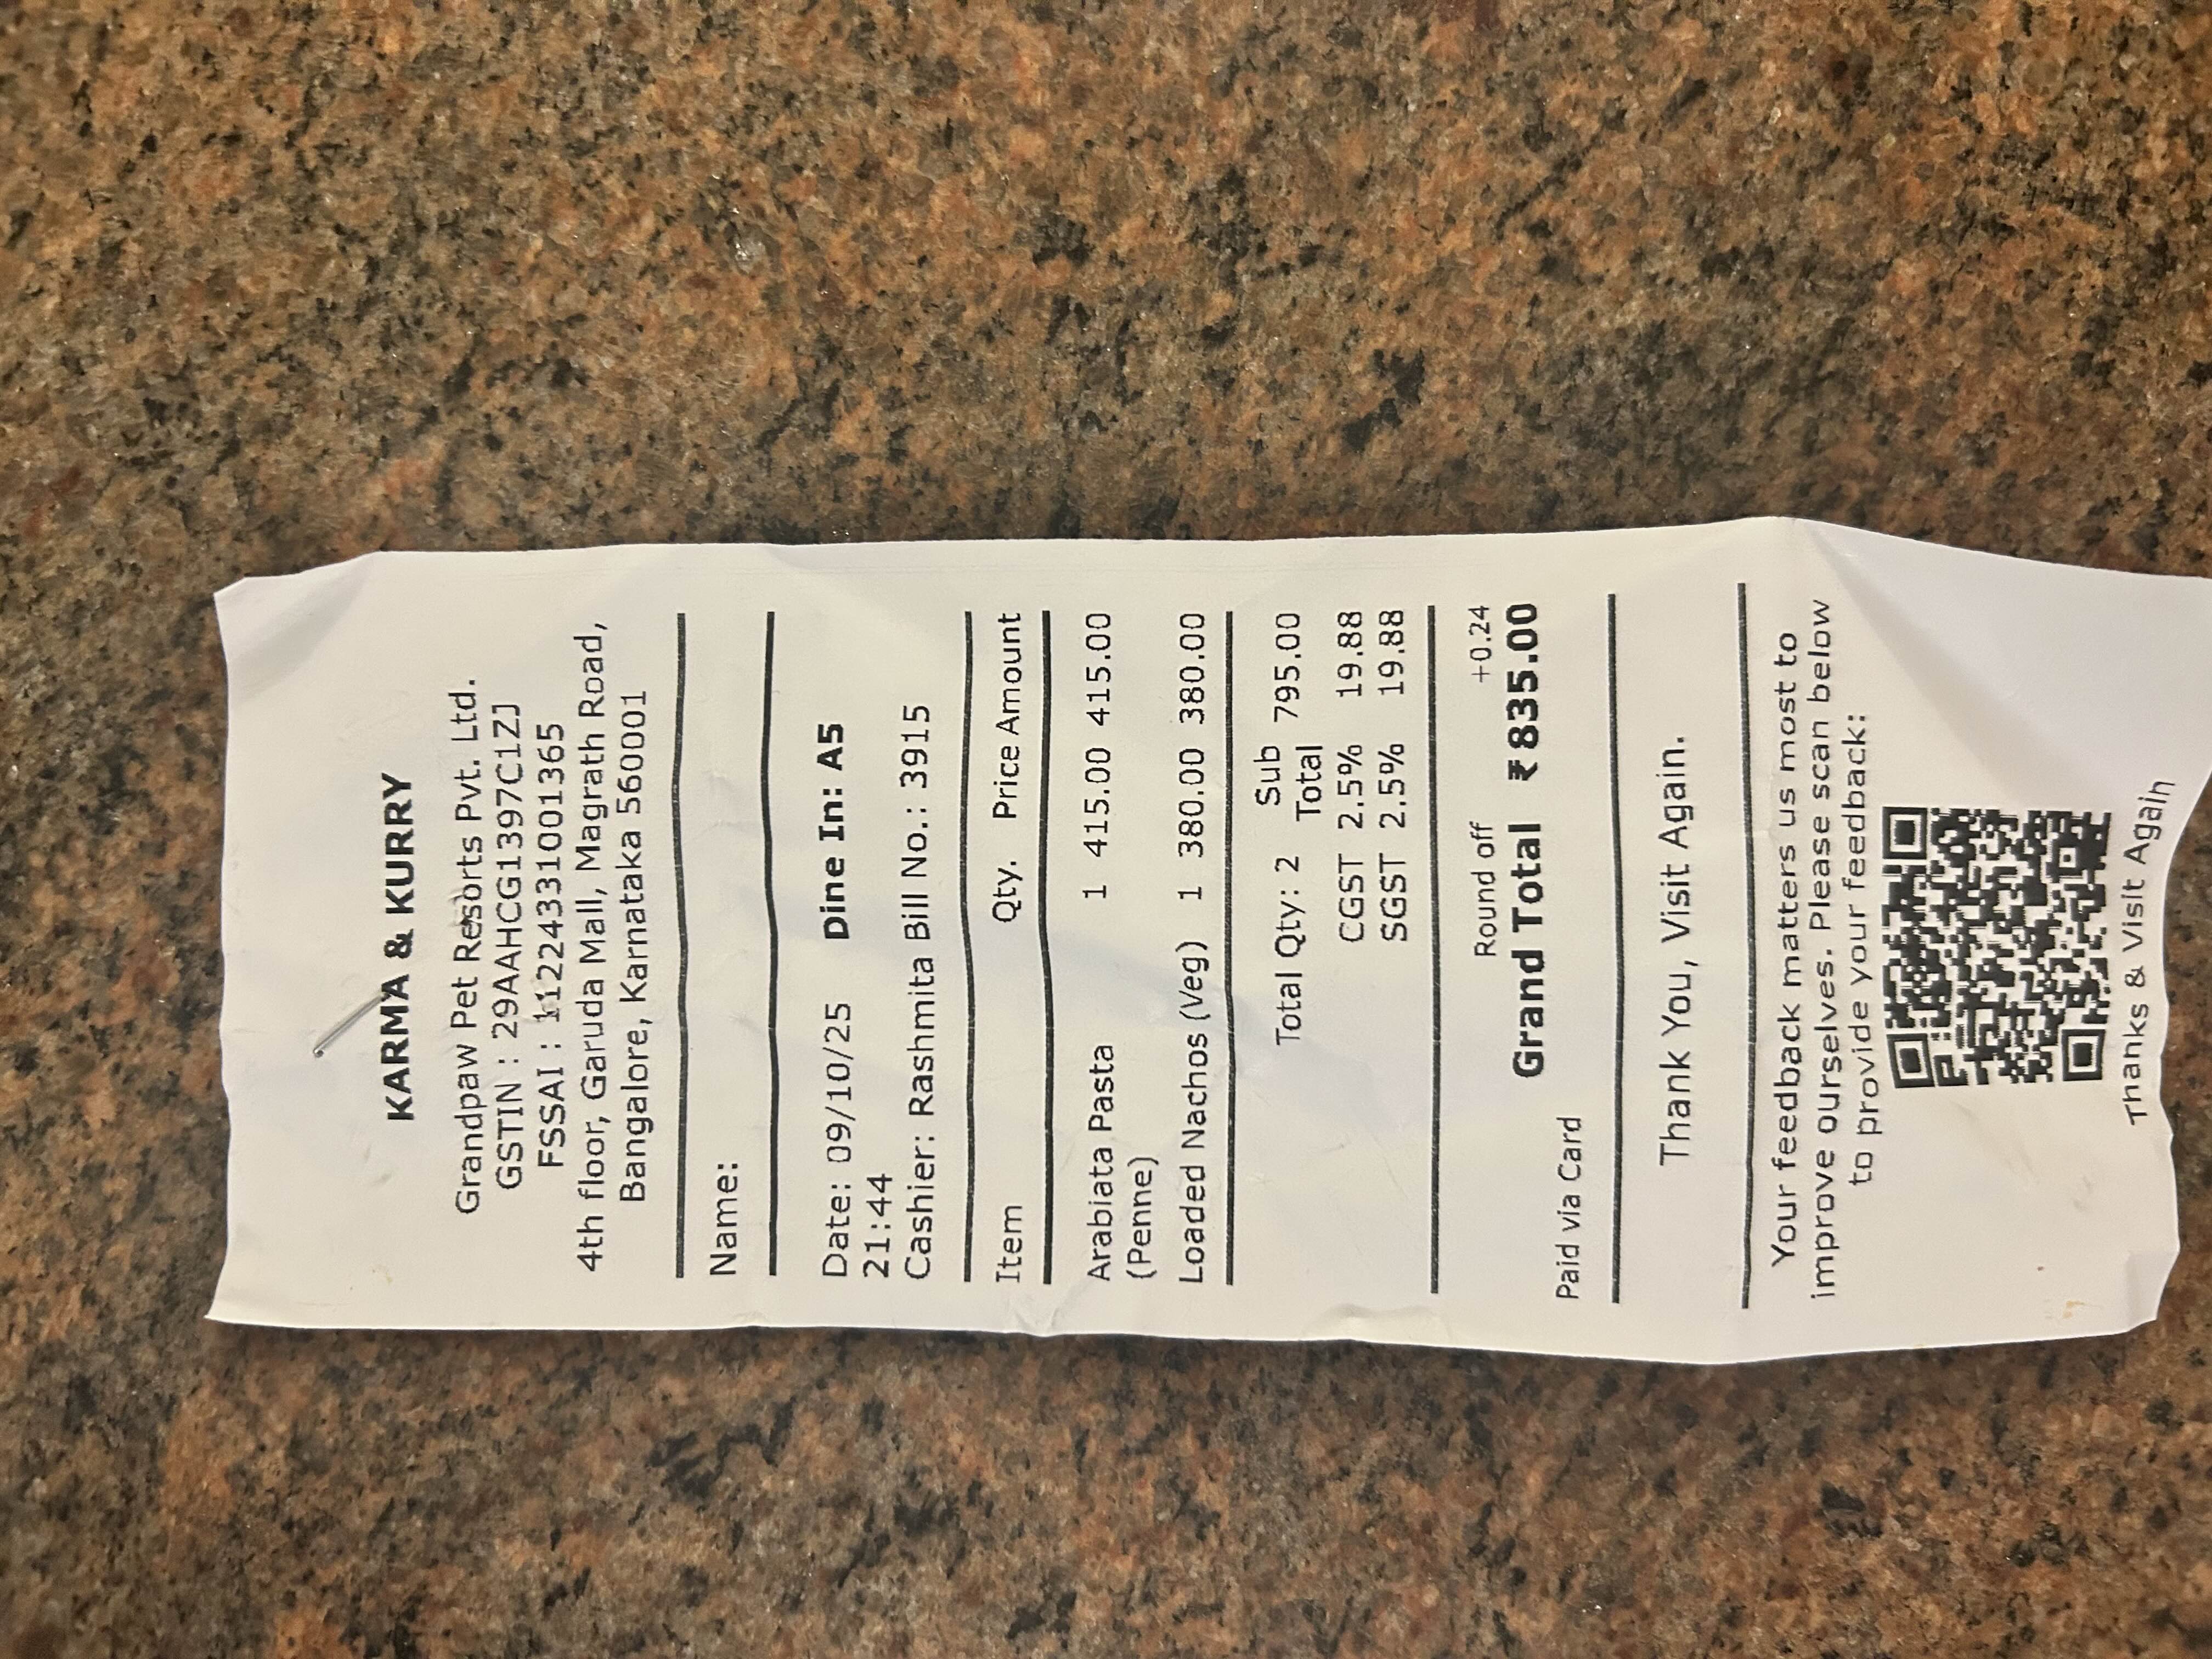 KARMA & KURRY
Grandpaw Pet Resorts Pvt. Ltd.
GSTIN : 29AAHCG1397C1ZJ
FSSAI : 11224331001365
4th floor, Garuda Mall, Magrath Road,
Bangalore, Karnataka 560001
Name:
Date: 09/10/25 Dine In: A5
21:44
Cashier: Rashmita Bill No.: 3915
Item Qty. Price Amount
Arabiata Pasta 1 415.00 415.00
(Penne)
Loaded Nachos (Veg) 1 380.00 380.00
Total Qty: 2 Sub 795.00
Total
CGST 2.5% 19.88
SGST 2.5% 19.88
Round off +0.24
Grand Total ₹ 835.00
Paid via Card
Thank You, Visit Again.
Your feedback matters us most to
improve ourselves. Please scan below
to provide your feedback:
Thanks & Visit Again